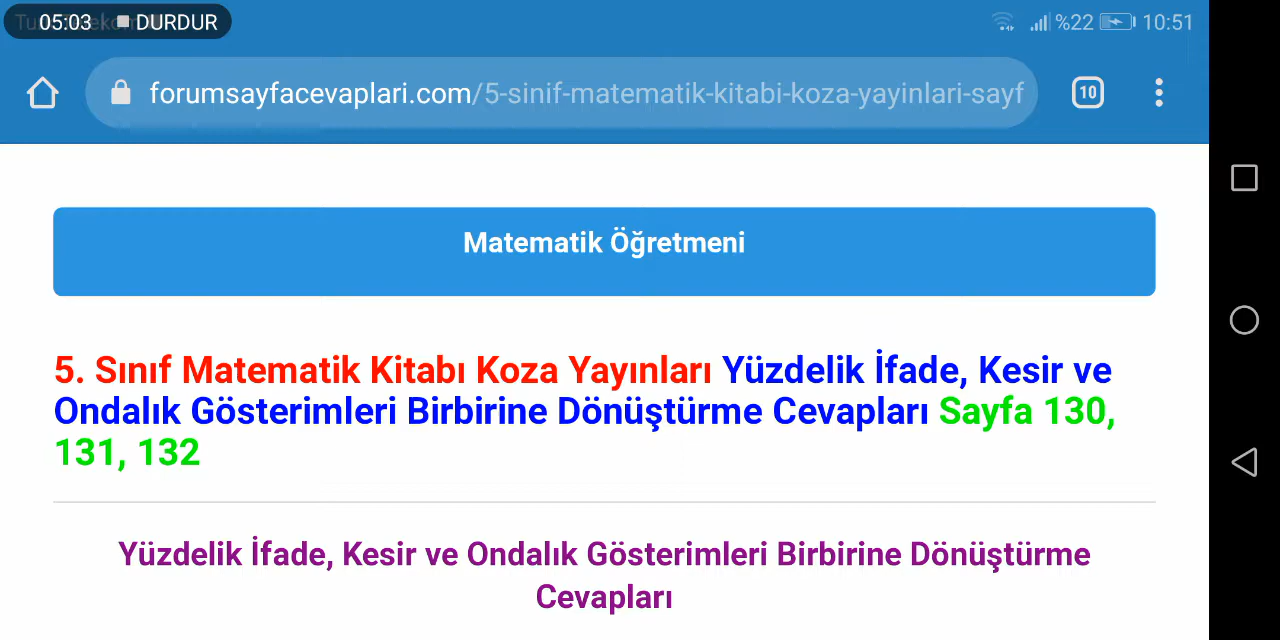 05:03 DURDUR %22 10:51
forumsayfacevaplari.com/5-sinif-matematik-kitabi-koza-yayinlari-sayf 10
Matematik Öğretmeni
5. Sınıf Matematik Kitabı Koza Yayınları Yüzdelik İfade, Kesir ve
Ondalık Gösterimleri Birbirine Dönüştürme Cevapları Sayfa 130,
131, 132
Yüzdelik İfade, Kesir ve Ondalık Gösterimleri Birbirine Dönüştürme
Cevapları